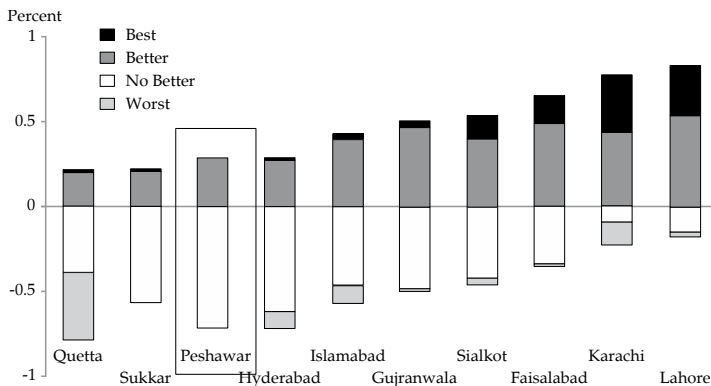 Percent
1
Best
Better
No Better
Worst
0.5
0
-0.5
-1
Quetta
Sukkar
Peshawar
Hyderabad
Islamabad
Gujranwala
Sialkot
Faisalabad
Karachi
Lahore